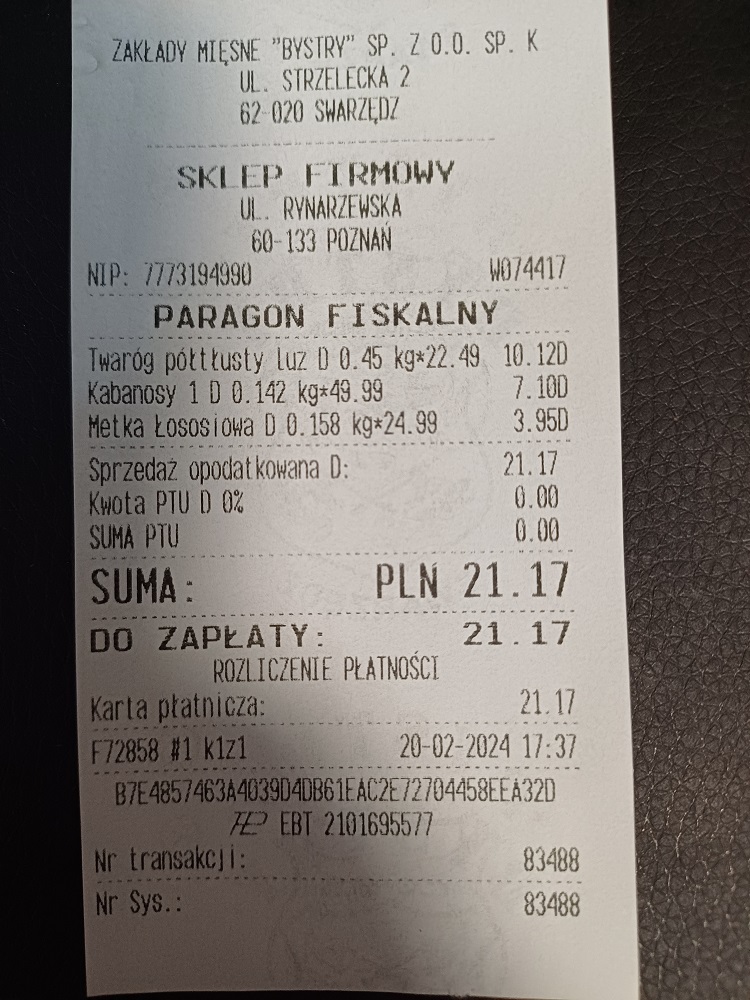 ZAKŁADY MIĘSNE "BYSTRY" SP. Z O.O. SP. K
UL. STRZELECKA 2
62-020 SWARZĘDZ
SKLEP FIRMOWY
UL. RYNARZEWSKA
60-133 POZNAŃ
NIP: 7773194990 W074417
PARAGON FISKALNY
Twaróg półtłusty luz D 0.45 kg*22.49 10.12D
Kabanosy 1 D 0.142 kg*49.99 7.10D
Metka Łososiowa D 0.158 kg*24.99 3.95D
Sprzedaż opodatkowana D: 21.17
Kwota PTU D 0% 0.00
SUMA PTU 0.00
SUMA: PLN 21.17
DO ZAPŁATY: 21.17
ROZLICZENIE PŁATNOŚCI
Karta płatnicza: 21.17
F72858 #1 k1z1 20-02-2024 17:37
B7E4857463A4039D4DB61EAC2E72704458EEA32D
EBT 2101695577
Nr transakcji: 83488
Nr Sys.: 83488